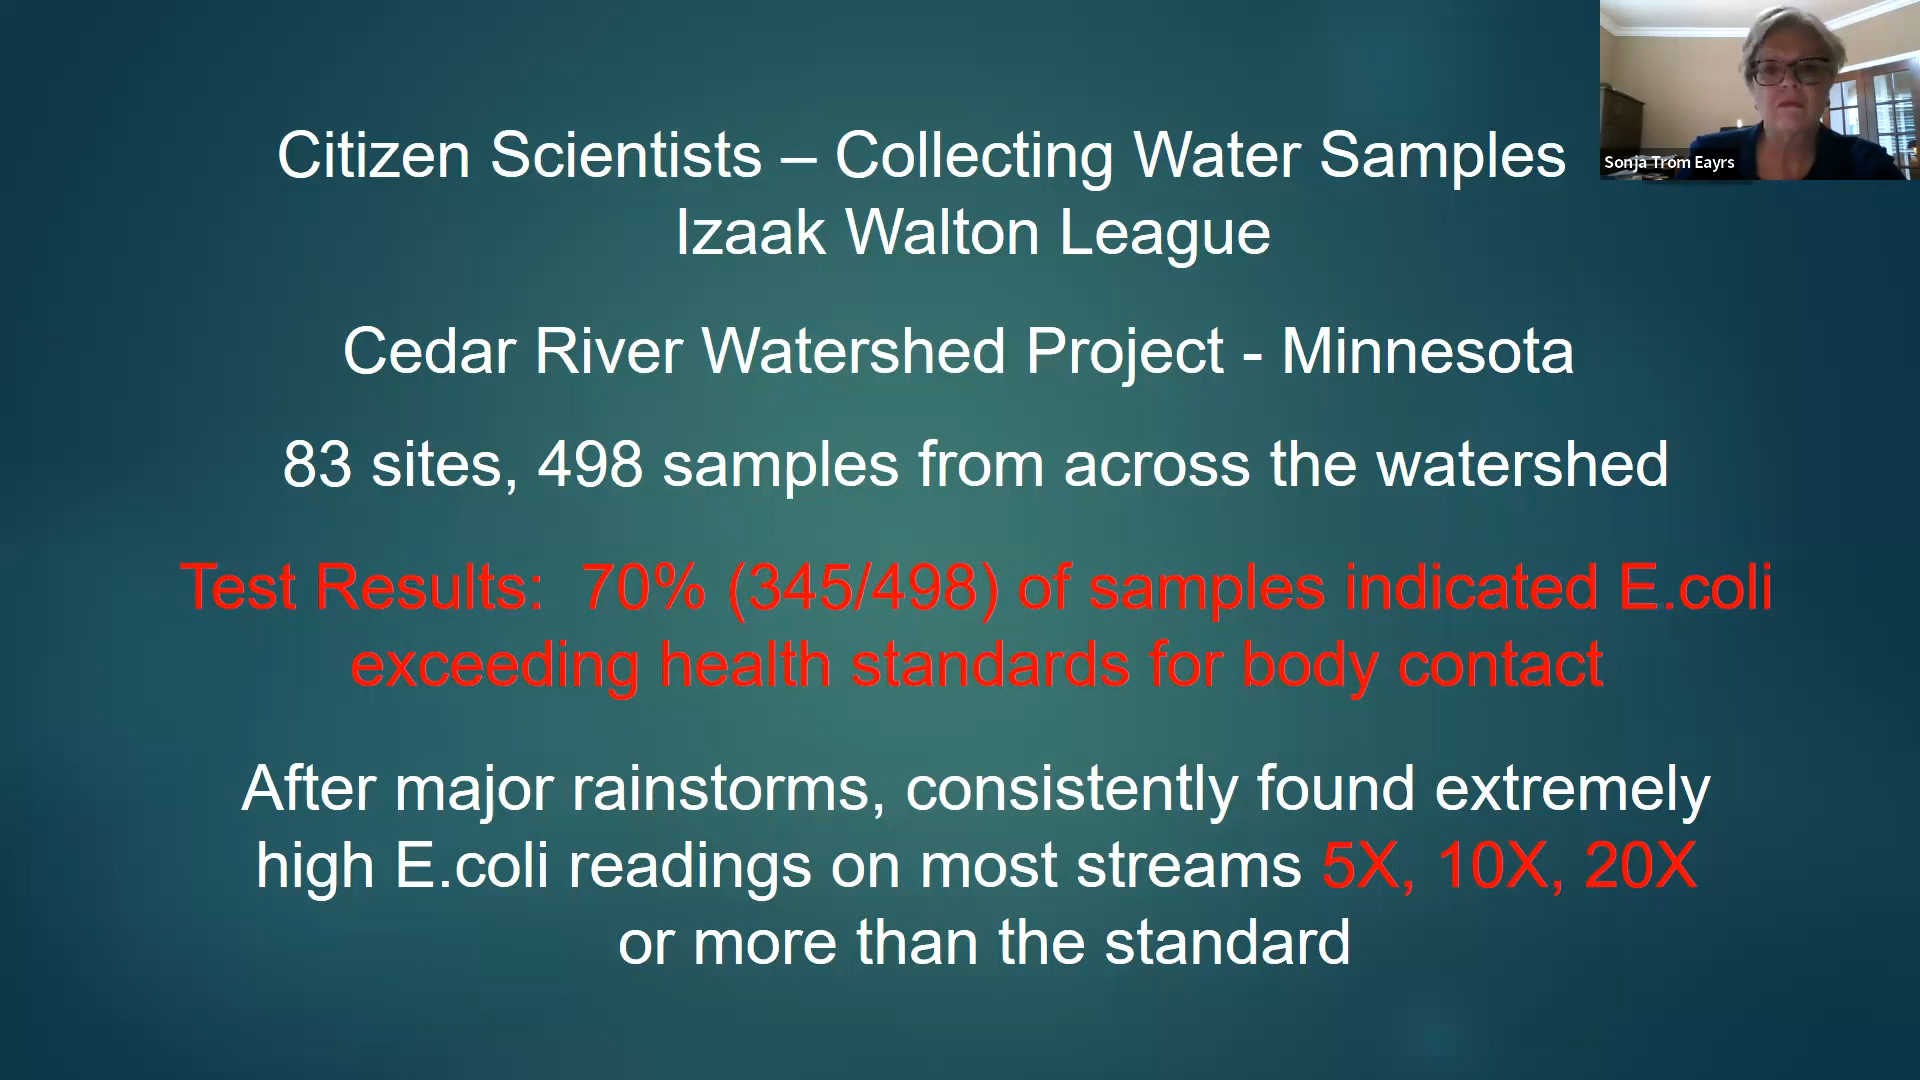 Citizen Scientists – Collecting Water Samples
Izaak Walton League
Cedar River Watershed Project - Minnesota
83 sites, 498 samples from across the watershed
Test Results:  70% (345/498) of samples indicated E.coli
exceeding health standards for body contact
After major rainstorms, consistently found extremely
high E.coli readings on most streams 5X, 10X, 20X
or more than the standard
Sonja Trom Eayrs